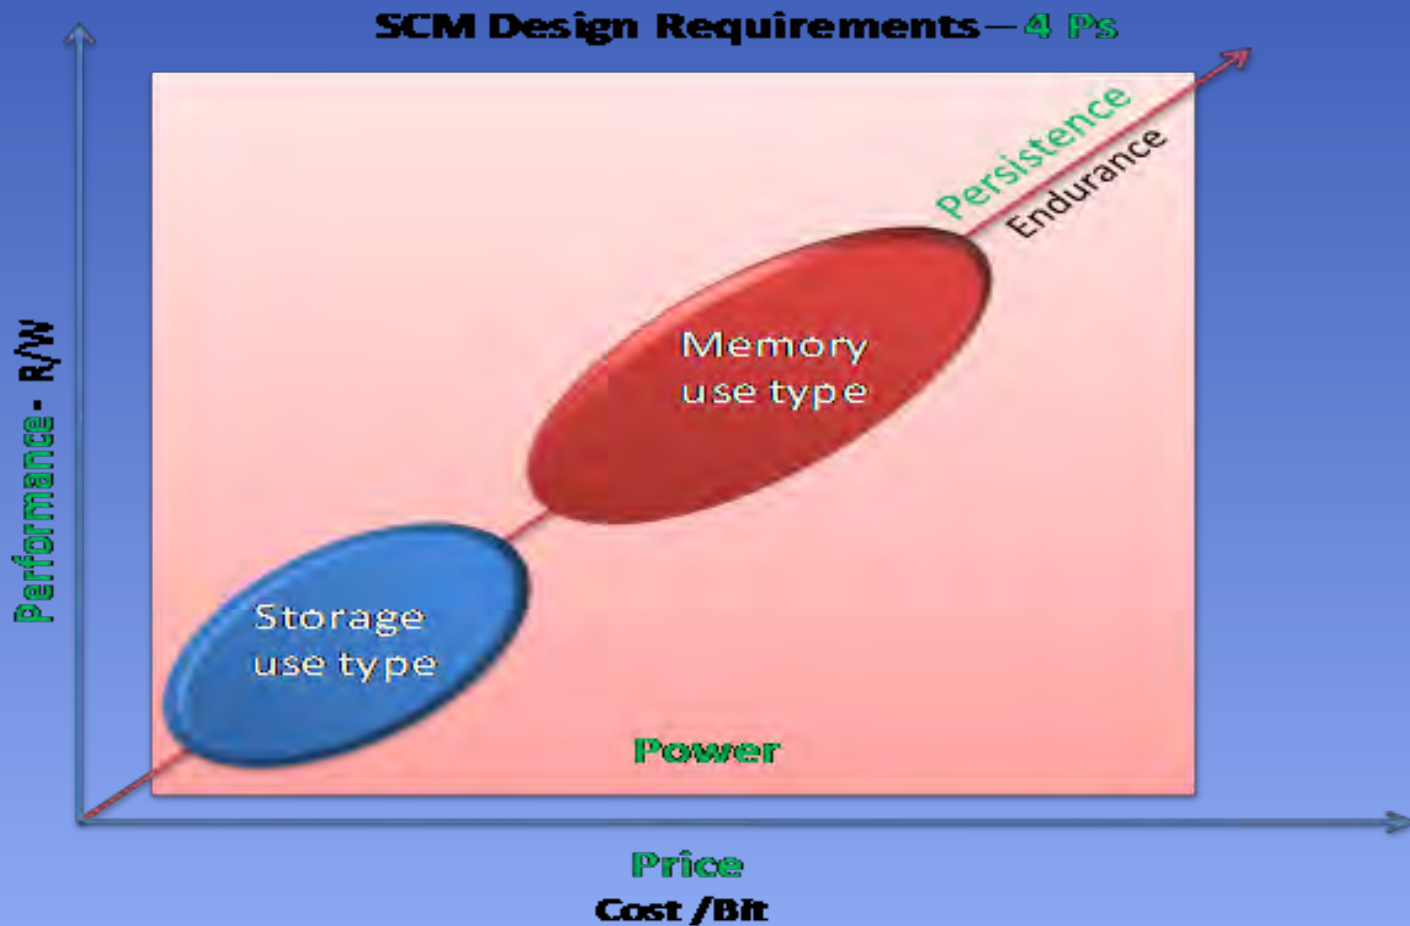 SCM Design Requirements – 4 Ps
Persistence
Endurance
Performance - R/W
Memory
use type
Storage
use type
Power
Price
Cost /Bit